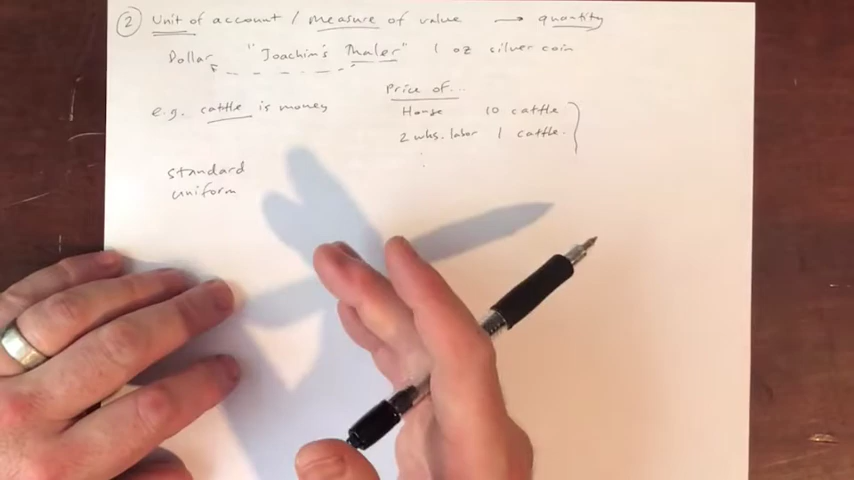 ② Unit of account / measure of value → quantity
Dollar "Joachim's Thaler" 1 oz silver coin
e.g. cattle is money
Price of...
House 10 cattle
2 wks. labor 1 cattle
standard
uniform